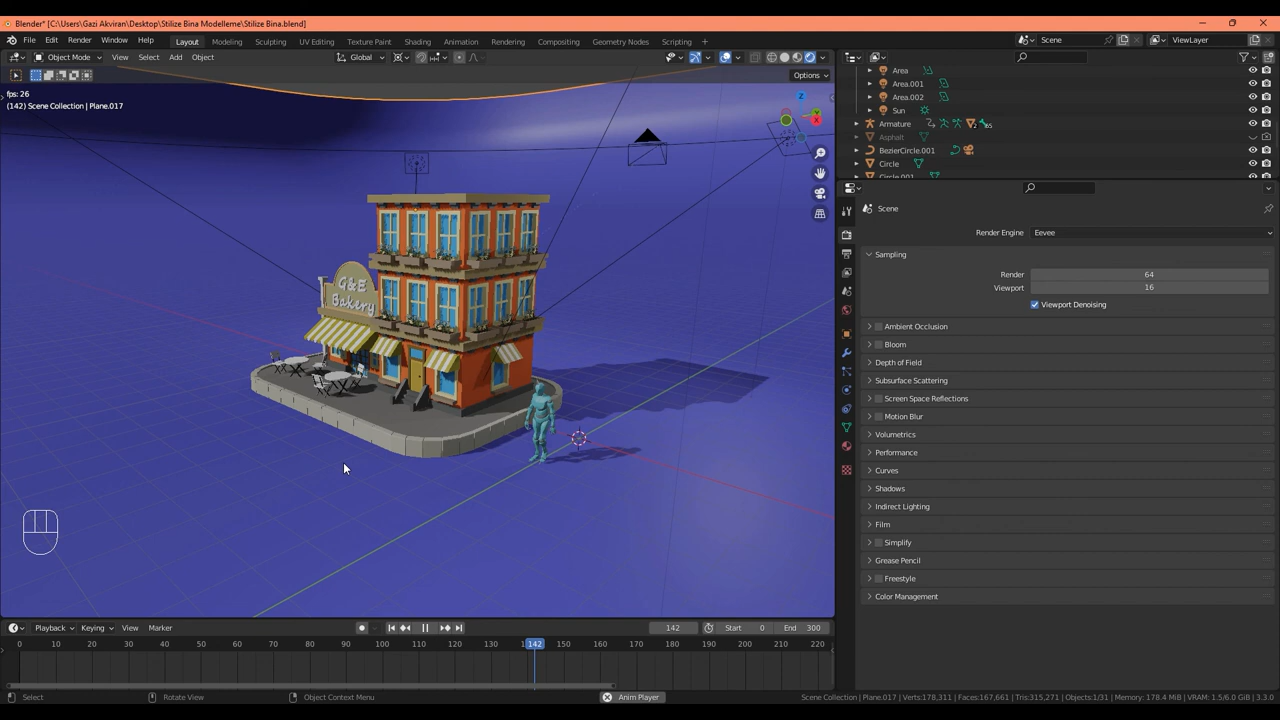 Blender* [C:\Users\Gazi Akviran\Desktop\Stilize Bina Modelleme\Stilize Bina.blend]
File Edit Render Window Help Layout Modeling Sculpting UV Editing Texture Paint Shading Animation Rendering Compositing Geometry Nodes Scripting + Scene ViewLayer
Object Mode View Select Add Object Global
Options
fps: 26
(142) Scene Collection | Plane.017
Z
Y
X
G&E
Bakery
Area
Area.001
Area.002
Sun
Armature 2 65
Asphalt
BezierCircle.001
Circle
Circle.001
Scene
Render Engine Eevee
Sampling
Render 64
Viewport 16
Viewport Denoising
Ambient Occlusion
Bloom
Depth of Field
Subsurface Scattering
Screen Space Reflections
Motion Blur
Volumetrics
Performance
Curves
Shadows
Indirect Lighting
Film
Simplify
Grease Pencil
Freestyle
Color Management
Playback Keying View Marker 142 Start 0 End 300
0 10 20 30 40 50 60 70 80 90 100 110 120 142 150 160 170 180 190 200 210 220
Select Rotate View Object Context Menu Anim Player Scene Collection | Plane.017 | Verts:178,311 | Faces:167,661 | Tris:315,271 | Objects:1/31 | Memory: 178.4 MiB | VRAM: 1.5/6.0 GiB | 3.3.0